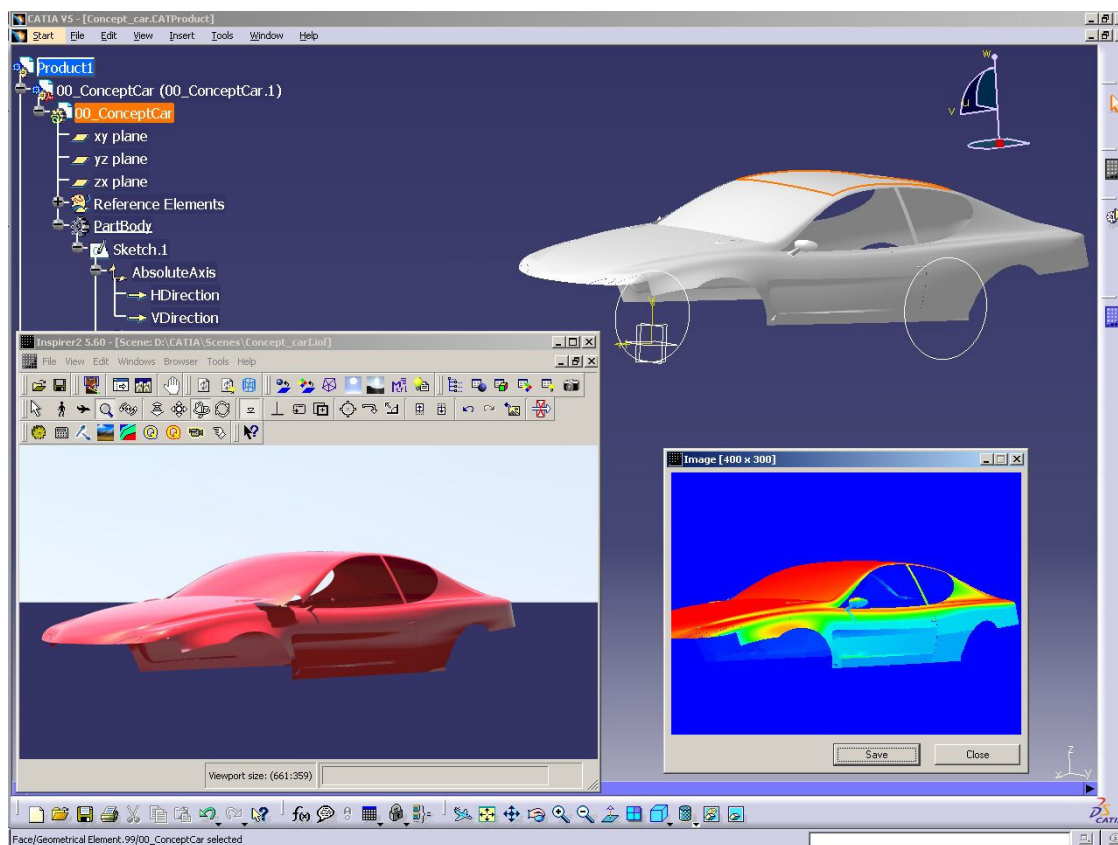 CATIA V5 - [Concept_car.CATProduct]
Start File Edit View Insert Tools Window Help
Product1
00_ConceptCar (00_ConceptCar.1)
00_ConceptCar
xy plane
yz plane
zx plane
Reference Elements
PartBody
Sketch.1
AbsoluteAxis
HDirection
VDirection
w
v u
V
Inspirer2 5.60 - [Scene: D:\CATIA\Scenes\Concept_car1.iof]
File View Edit Windows Browser Tools Help
Viewport size: (661:359)
Image [400 x 300]
Save Close
z
x y
f(x)
CATIA
Face/Geometrical Element.99/00_ConceptCar selected